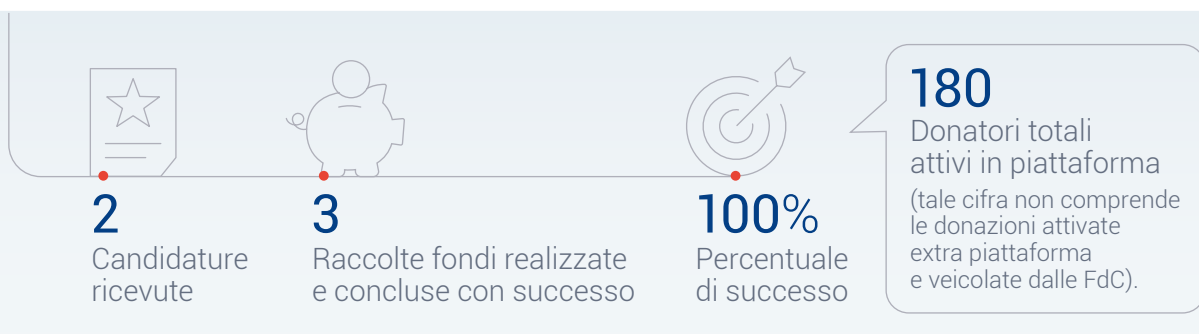 2
Candidature
ricevute
3
Raccolte fondi realizzate
e concluse con successo
100%
Percentuale
di successo
180
Donatori totali
attivi in piattaforma
(tale cifra non comprende
le donazioni attivate
extra piattaforma
e veicolate dalle FdC).